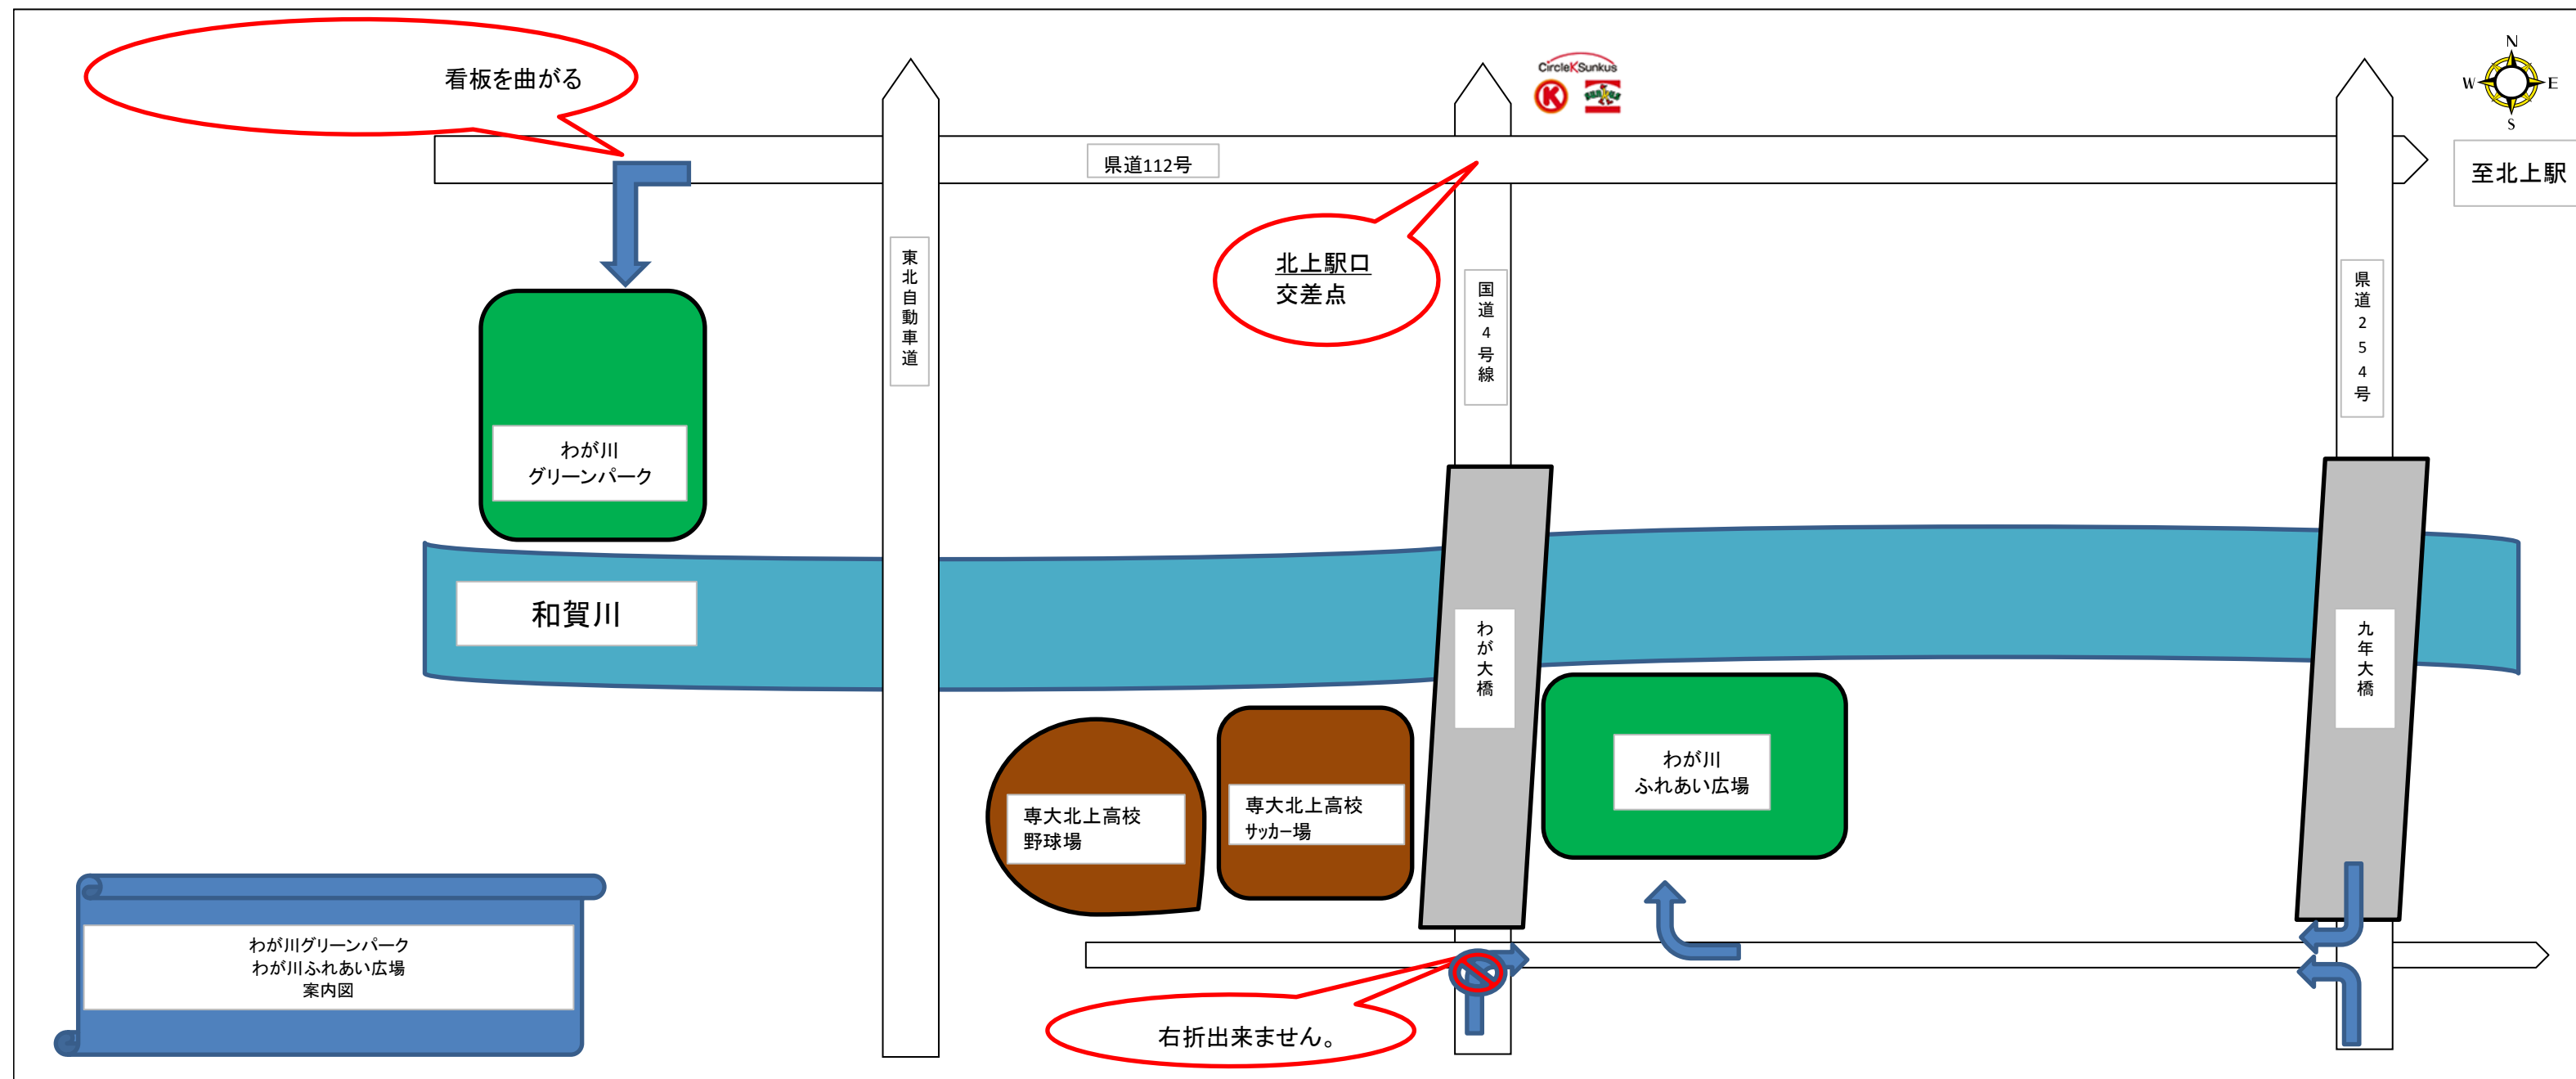 看板を曲がる
CircleKSunkus
K
N
W
E
S
県道112号
至北上駅
東北自動車道
北上駅口
交差点
国道4号線
県道254号
わが川
グリーンパーク
和賀川
わが大橋
九年大橋
わが川
ふれあい広場
専大北上高校
野球場
専大北上高校
サッカー場
わが川グリーンパーク
わが川ふれあい広場
案内図
右折出来ません。